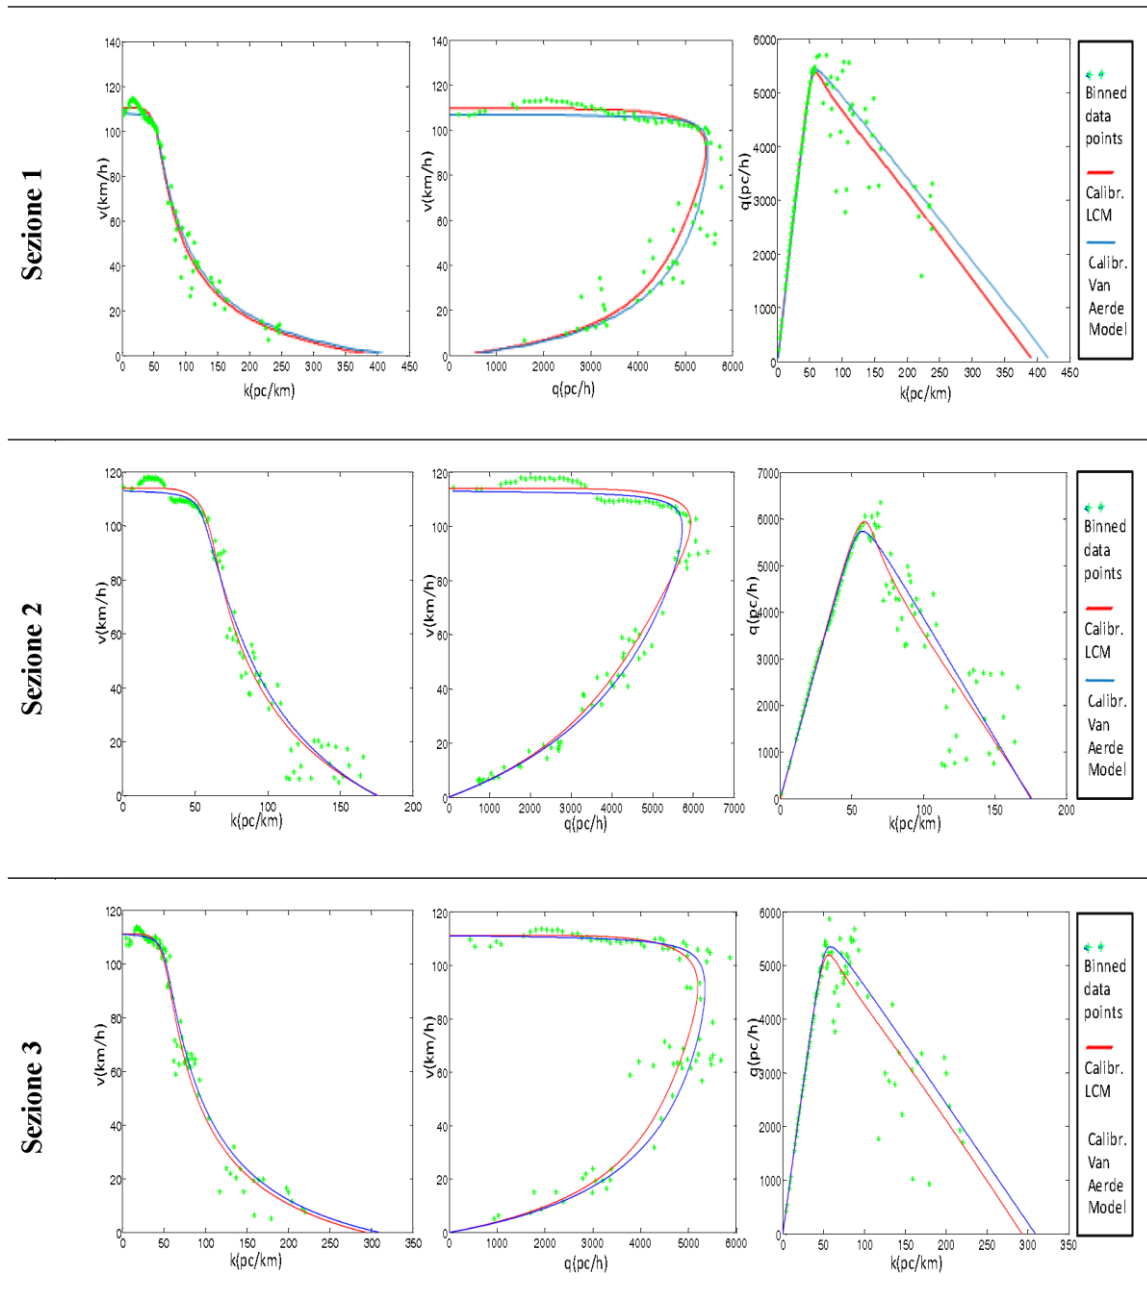 Sezione 1
140
120
100
80
60
40
20
0
v(km/h)
0 50 100 150 200 250 300 350 400 450
k(pc/km)
140
120
100
80
60
40
20
0
v(km/h)
0 1000 2000 3000 4000 5000 6000
q(pc/h)
6000
5000
4000
3000
2000
1000
0
q(pc/h)
0 50 100 150 200 250 300 350 400 450
k(pc/km)
Binned
data
points
Calibr.
LCM
Calibr.
Van
Aerde
Model
Sezione 2
120
100
80
60
40
20
0
v(km/h)
0 50 100 150 200
k(pc/km)
120
100
80
60
40
20
0
v(km/h)
0 1000 2000 3000 4000 5000 6000 7000
q(pc/h)
7000
6000
5000
4000
3000
2000
1000
0
q(pc/h)
0 50 100 150 200
k(pc/km)
Binned
data
points
Calibr.
LCM
Calibr.
Van
Aerde
Model
Sezione 3
120
100
80
60
40
20
0
v(km/h)
0 50 100 150 200 250 300 350
k(pc/km)
120
100
80
60
40
20
0
v(km/h)
0 1000 2000 3000 4000 5000 6000
q(pc/h)
6000
5000
4000
3000
2000
1000
0
q(pc/h)
0 50 100 150 200 250 300 350
k(pc/km)
Binned
data
points
Calibr.
LCM
Calibr.
Van
Aerde
Model